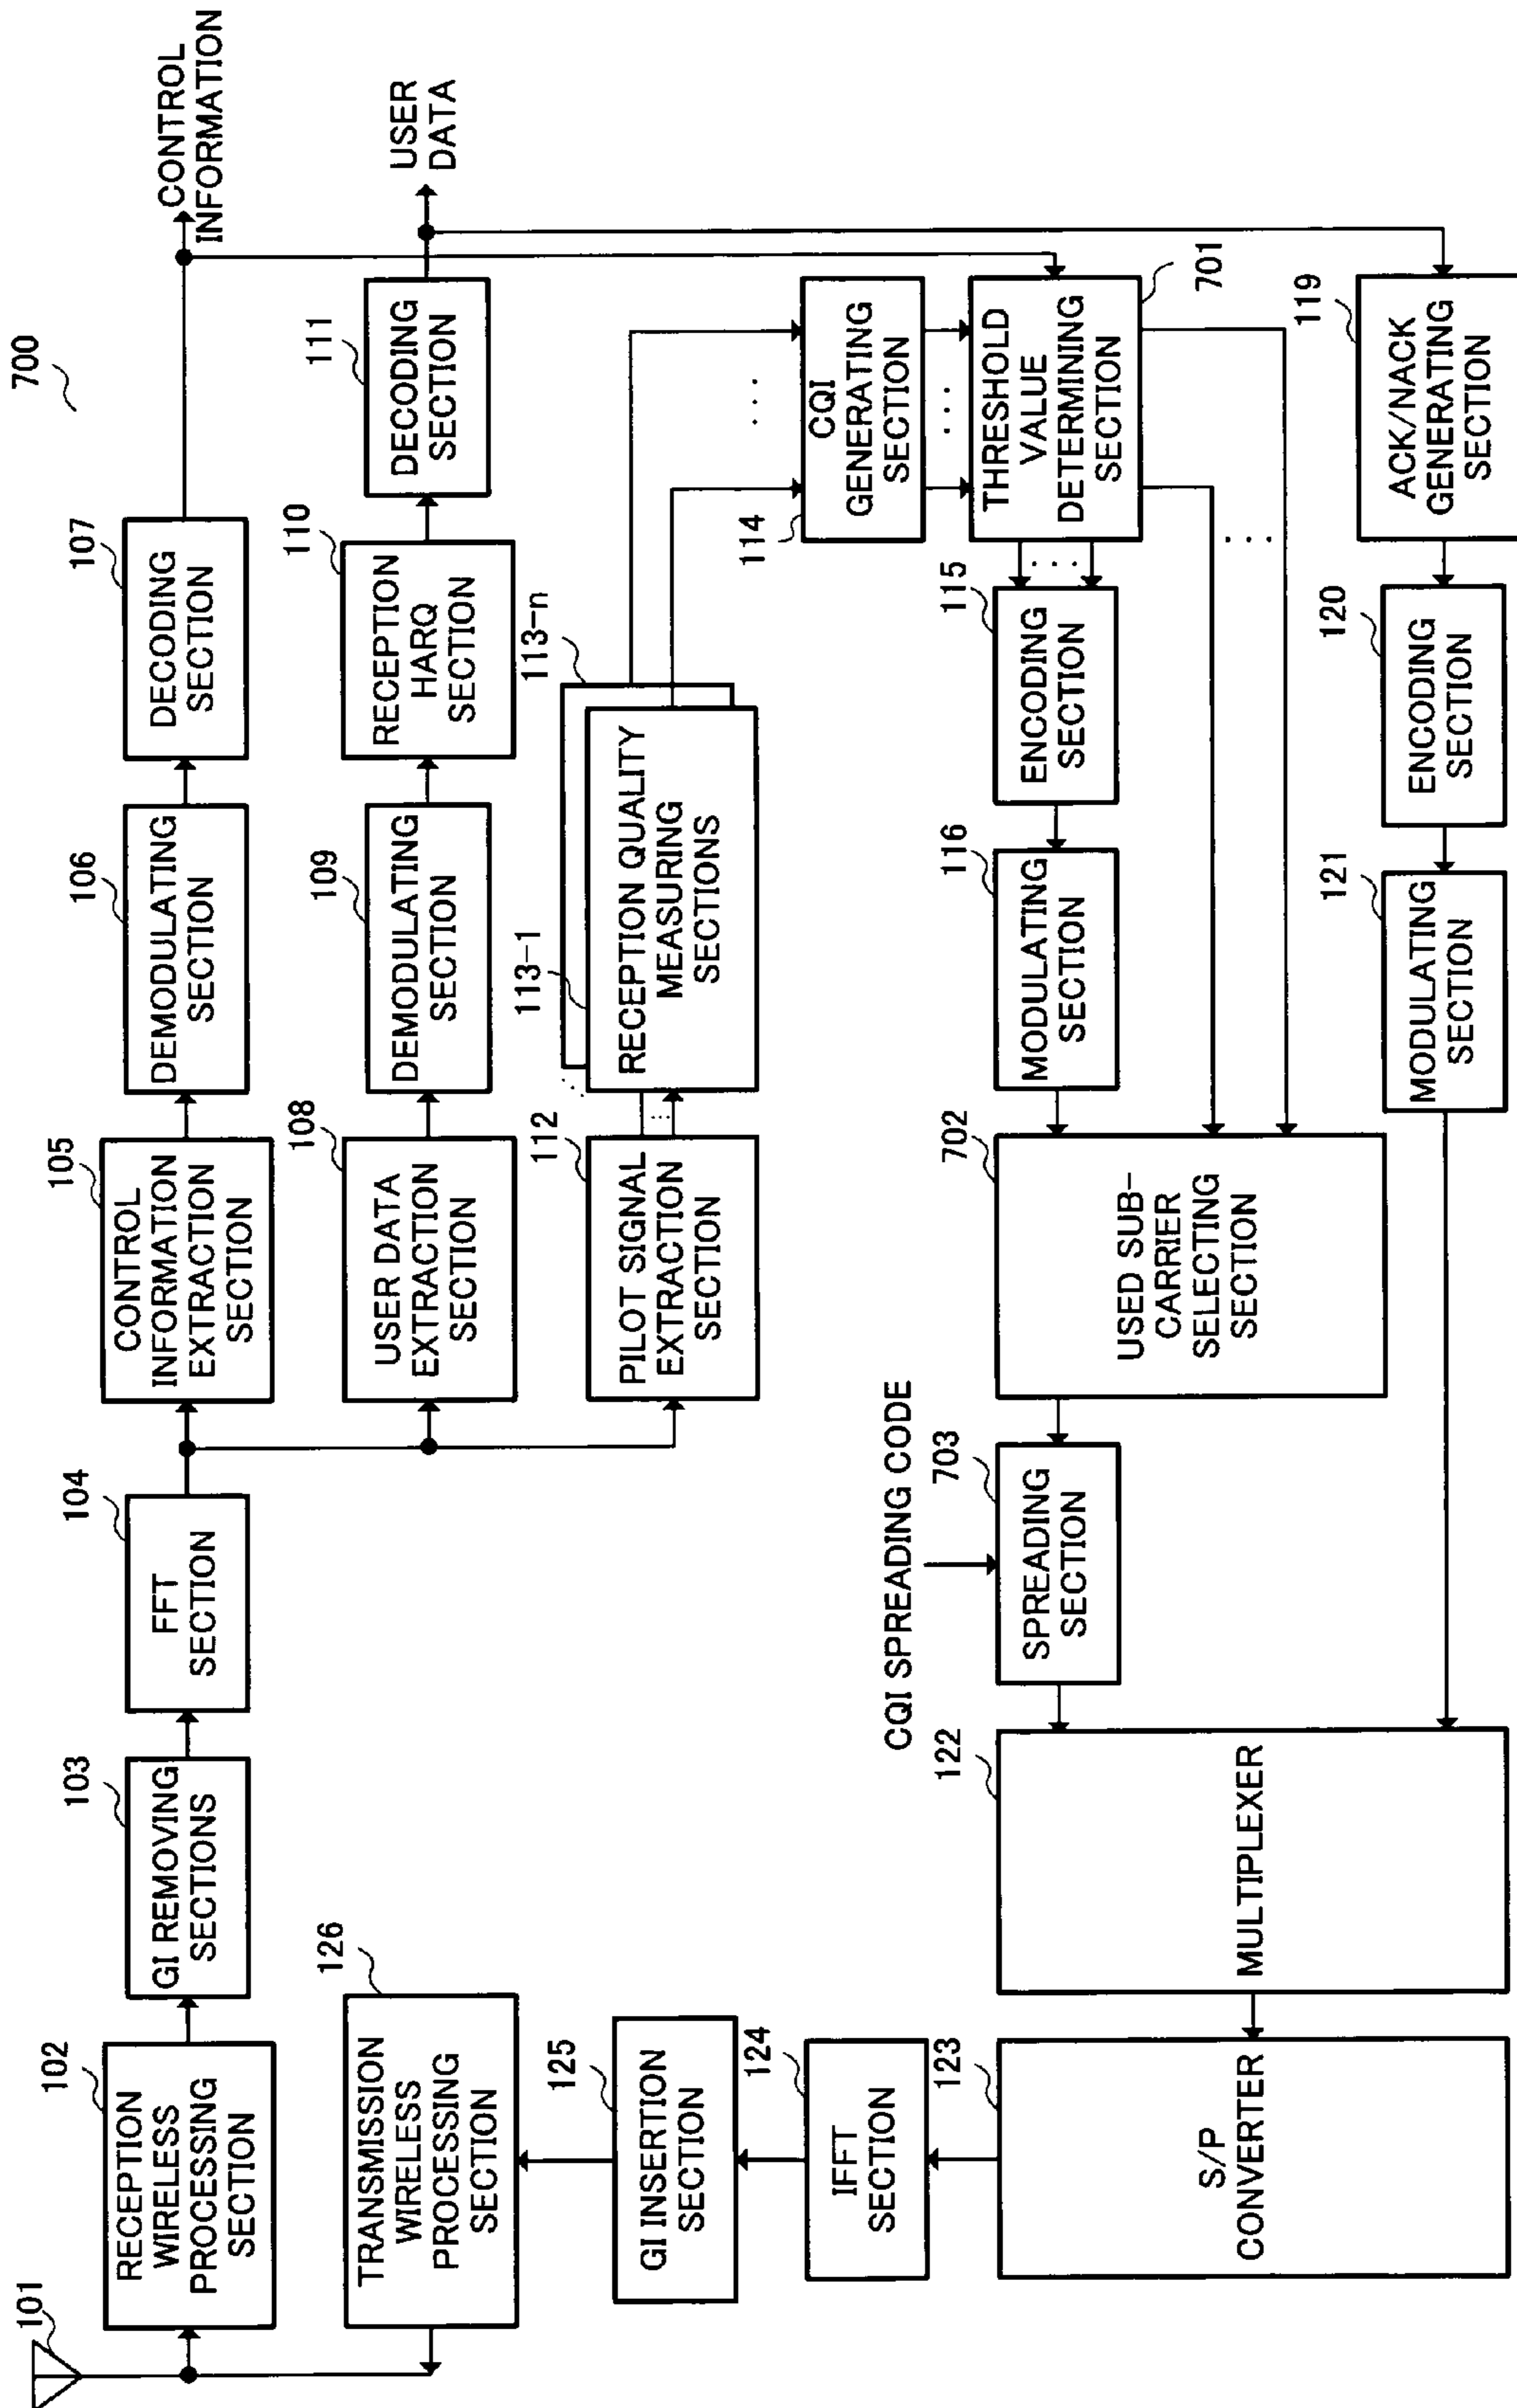 700
101
102
RECEPTION
WIRELESS
PROCESSING
SECTION
103
GI REMOVING
SECTIONS
104
FFT
SECTION
105
CONTROL
INFORMATION
EXTRACTION
SECTION
106
DEMODULATING
SECTION
107
DECODING
SECTION
CONTROL
INFORMATION
108
USER DATA
EXTRACTION
SECTION
109
DEMODULATING
SECTION
110
RECEPTION
HARQ
SECTION
111
DECODING
SECTION
USER
DATA
126
TRANSMISSION
WIRELESS
PROCESSING
SECTION
112
PILOT SIGNAL
EXTRACTION
SECTION
113-1
113-n
RECEPTION QUALITY
MEASURING
SECTIONS
125
GI INSERTION
SECTION
124
IFFT
SECTION
114
CQI
GENERATING
SECTION
CQI SPREADING CODE
123
S/P
CONVERTER
122
MULTIPLEXER
703
SPREADING
SECTION
702
USED SUB-
CARRIER
SELECTING
SECTION
116
MODULATING
SECTION
115
ENCODING
SECTION
THRESHOLD
VALUE
DETERMINING
SECTION
701
121
MODULATING
SECTION
120
ENCODING
SECTION
119
ACK/NACK
GENERATING
SECTION